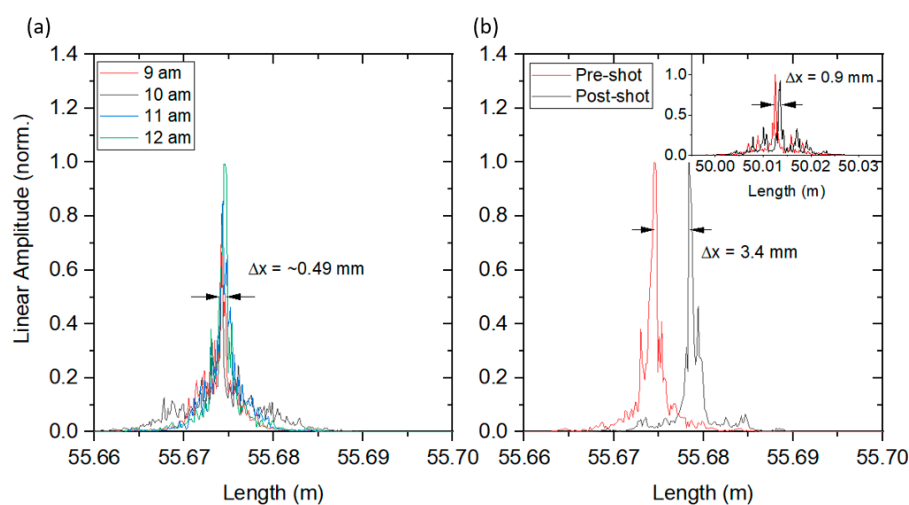 (a)
1.4
1.2
1.0
0.8
0.6
0.4
0.2
0.0
Linear Amplitude (norm.)
9 am
10 am
11 am
12 am
Δx = ~0.49 mm
55.66 55.67 55.68 55.69 55.70
Length (m)
(b)
1.4
1.2
1.0
0.8
0.6
0.4
0.2
0.0
Pre-shot
Post-shot
1.0
0.5
0.0
Δx = 0.9 mm
50.00 50.01 50.02 50.03
Length (m)
Δx = 3.4 mm
55.66 55.67 55.68 55.69 55.70
Length (m)